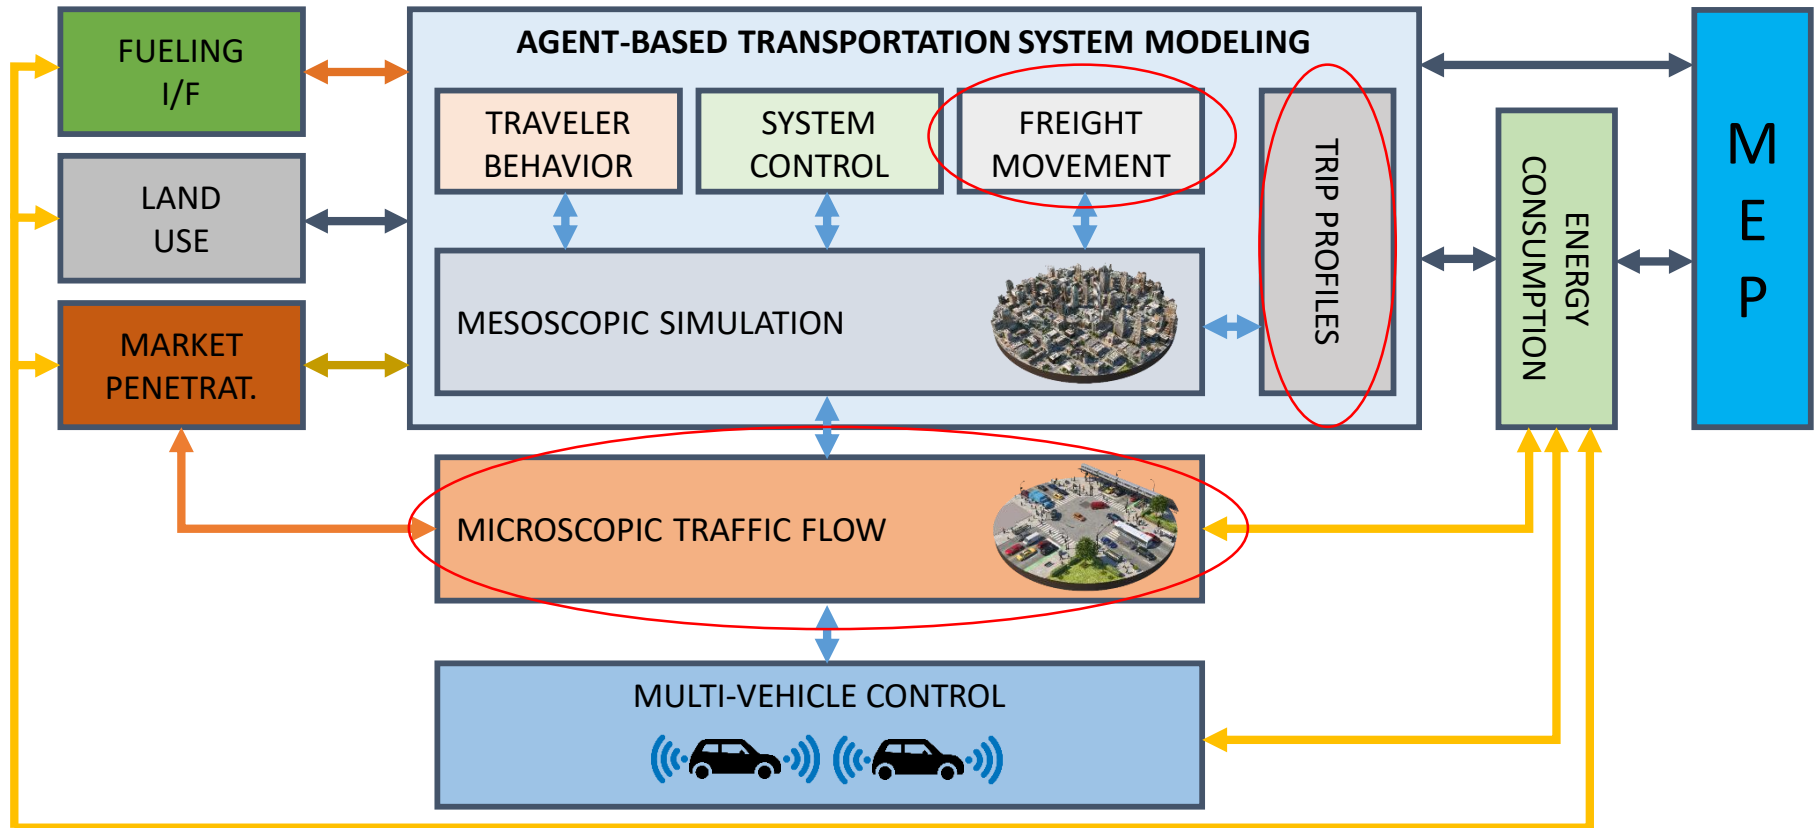 FUELING
I/F
LAND
USE
MARKET
PENETRAT.
AGENT-BASED TRANSPORTATION SYSTEM MODELING
TRAVELER
BEHAVIOR
SYSTEM
CONTROL
FREIGHT
MOVEMENT
TRIP PROFILES
MESOSCOPIC SIMULATION
MICROSCOPIC TRAFFIC FLOW
MULTI-VEHICLE CONTROL
ENERGY
CONSUMPTION
M
E
P